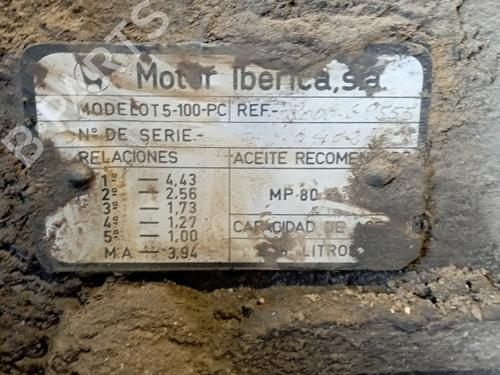 Motor Iberica, s.a.
MODELO T5-100-PC REF.-
Nº DE SERIE.-
RELACIONES
ACEITE RECOMEN
1ª — 4,43
2ª — 2,56
3ª — 1,73
4ª — 1,27
5ª — 1,00
M.A — 3,94
MP 80
CAPACIDAD DE
LITROS